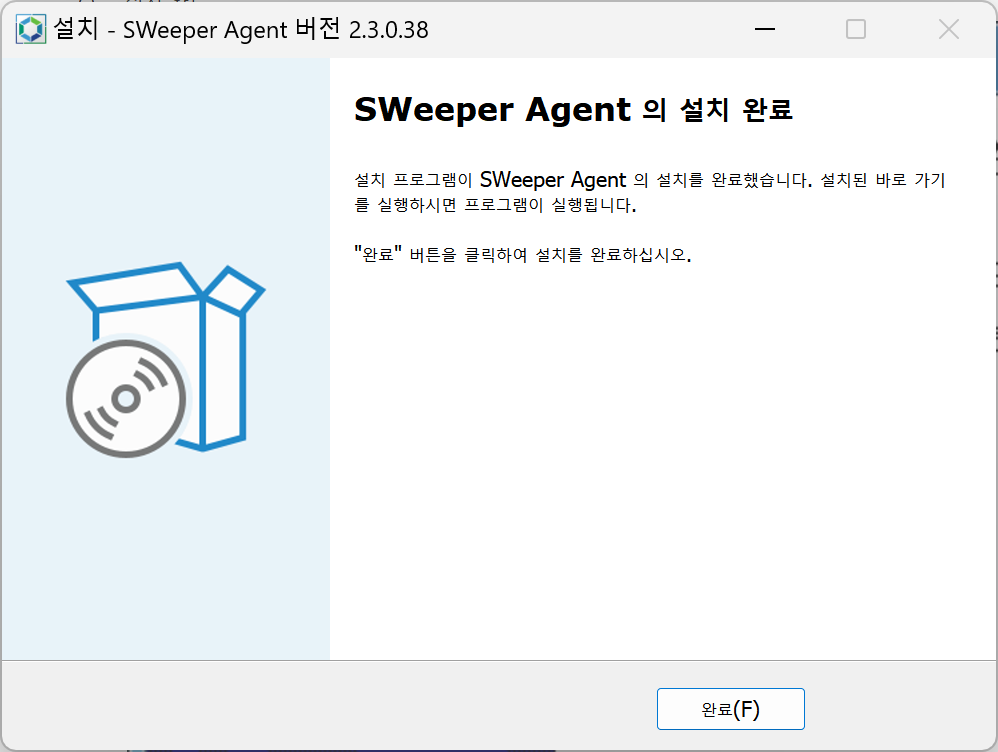 설치 - SWeeper Agent 버전 2.3.0.38
SWeeper Agent 의 설치 완료
설치 프로그램이 SWeeper Agent 의 설치를 완료했습니다. 설치된 바로 가기
를 실행하시면 프로그램이 실행됩니다.
"완료" 버튼을 클릭하여 설치를 완료하십시오.
완료(F)